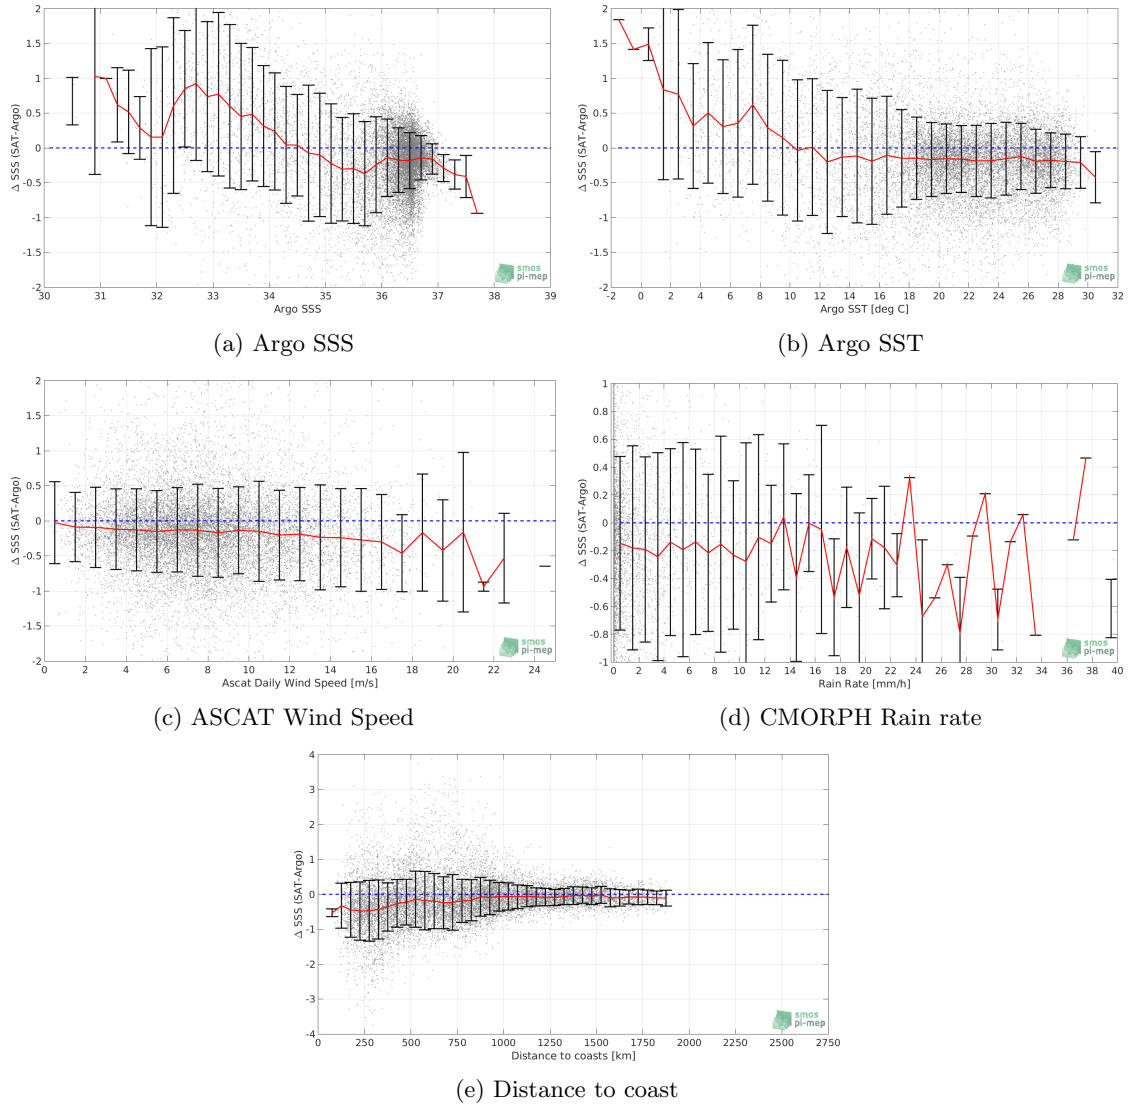 2
1.5
1
0.5
0
-0.5
-1
-1.5
-2
Δ SSS (SAT-Argo)
30 31 32 33 34 35 36 37 38 39
Argo SSS
smos
pi-mep
(a) Argo SSS
2
1.5
1
0.5
0
-0.5
-1
-1.5
-2
Δ SSS (SAT-Argo)
-2 0 2 4 6 8 10 12 14 16 18 20 22 24 26 28 30 32
Argo SST [deg C]
smos
pi-mep
(b) Argo SST
2
1.5
1
0.5
0
-0.5
-1
-1.5
-2
Δ SSS (SAT-Argo)
2 4 6 8 10 12 14 16 18 20 22 24
Ascat Daily Wind Speed [m/s]
smos
pi-mep
(c) ASCAT Wind Speed
1
0.8
0.6
0.4
0.2
0
-0.2
-0.4
-0.6
-0.8
-1
Δ SSS (SAT-Argo)
0 2 4 6 8 10 12 14 16 18 20 22 24 26 28 30 32 34 36 38 40
Rain Rate [mm/h]
smos
pi-mep
(d) CMORPH Rain rate
4
3
2
1
0
-1
-2
-3
-4
Δ SSS (SAT-Argo)
0 250 500 750 1000 1250 1500 1750 2000 2250 2500 2750
Distance to coasts [km]
smos
pi-mep
(e) Distance to coast